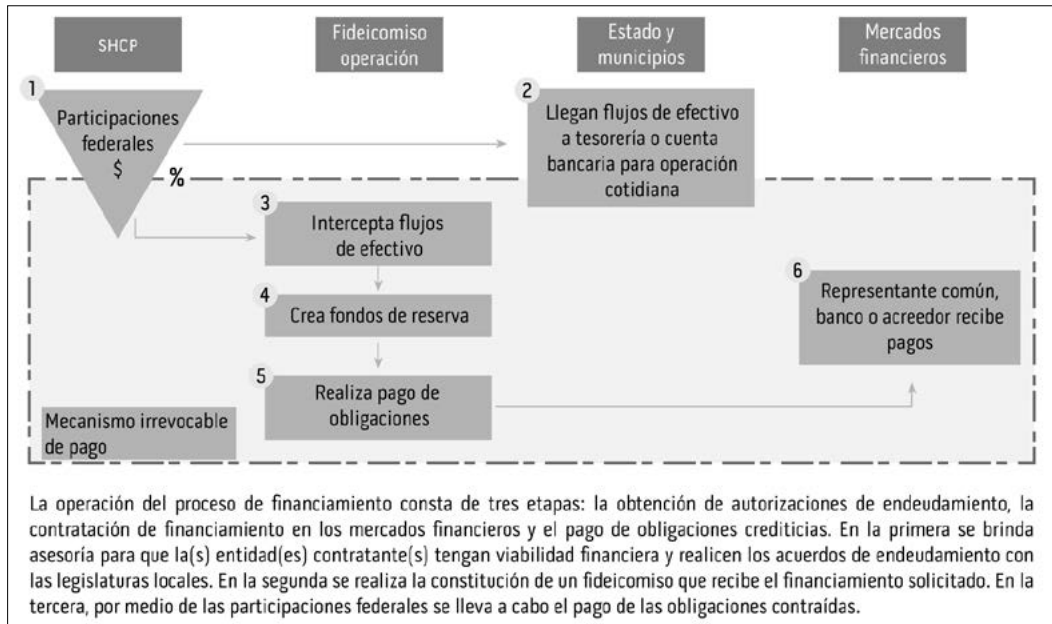 SHCP
Fideicomiso
operación
Estado y
municipios
Mercados
financieros
1
Participaciones
federales
$
%
2
Llegan flujos de efectivo
a tesorería o cuenta
bancaria para operación
cotidiana
3
Intercepta flujos
de efectivo
4
Crea fondos de reserva
5
Realiza pago de
obligaciones
6
Representante común,
banco o acreedor recibe
pagos
Mecanismo irrevocable
de pago
La operación del proceso de financiamiento consta de tres etapas: la obtención de autorizaciones de endeudamiento, la
contratación de financiamiento en los mercados financieros y el pago de obligaciones crediticias. En la primera se brinda
asesoría para que la(s) entidad(es) contratante(s) tengan viabilidad financiera y realicen los acuerdos de endeudamiento con
las legislaturas locales. En la segunda se realiza la constitución de un fideicomiso que recibe el financiamiento solicitado. En la
tercera, por medio de las participaciones federales se lleva a cabo el pago de las obligaciones contraídas.